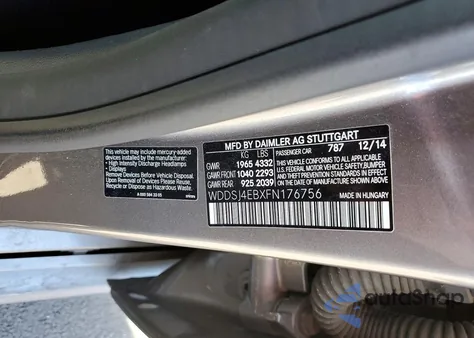 This vehicle may have mercury-added
devices installed by the manufacturer:
• High Intensity Discharge Headlamps
Remove Devices Before Vehicle Disposal.
Upon Removal of Devices Please
Reuse, Recycle or Dispose as
Hazardous Waste.
MFD BY DAIMLER AG STUTTGART
KG LBS PASSENGER CAR 787 12/14
GVWR 1965 4332
GAWR FRONT 1040 2293
GAWR REAR 925 2039
WDDSJ4EBXFN176756
THIS VEHICLE CONFORMS TO ALL
APPLICABLE U.S. FEDERAL MOTOR
VEHICLE SAFETY, BUMPER
AND THEFT PREVENTION
STANDARDS IN EFFECT ON THE
DATE OF MANUFACTURE
SHOWN ABOVE.
MADE IN
HUNGARY
autoSnap